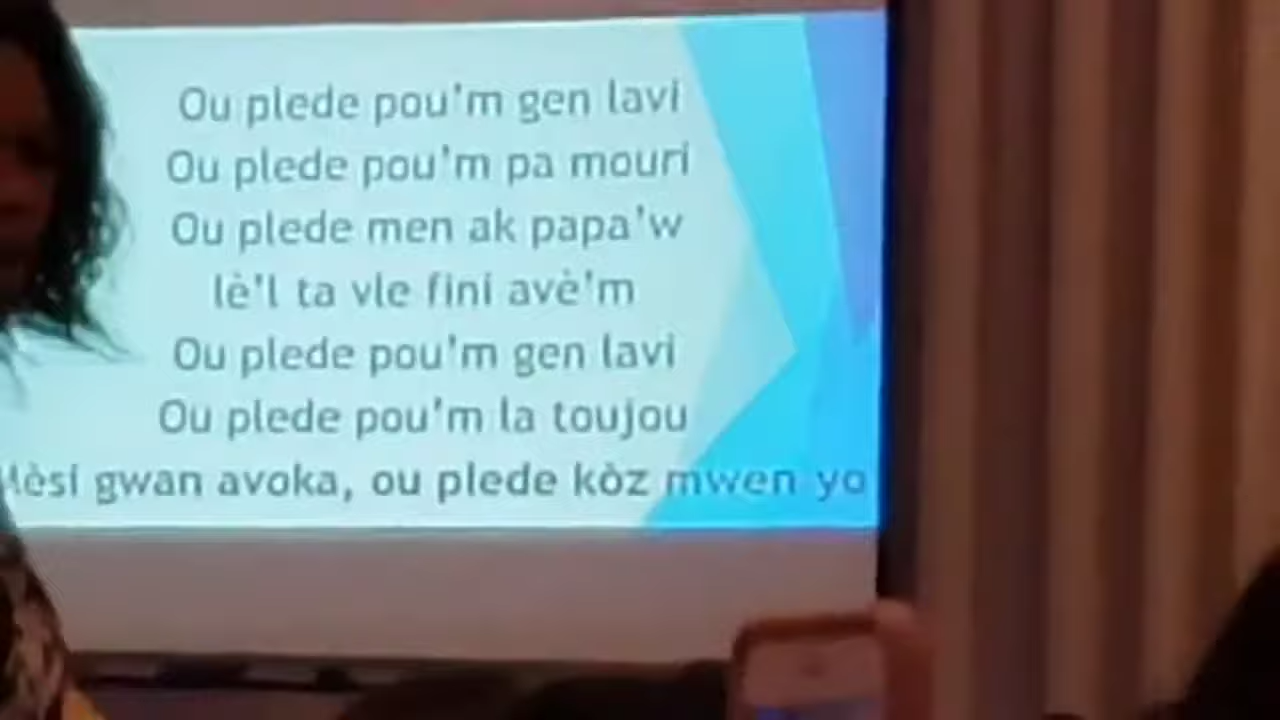 Ou plede pou'm gen lavi
Ou plede pou'm pa mouri
Ou plede men ak papa'w
lè'l ta vle fini avè'm
Ou plede pou'm gen lavi
Ou plede pou'm la toujou
gwan avoka, ou plede kòz mwen yo